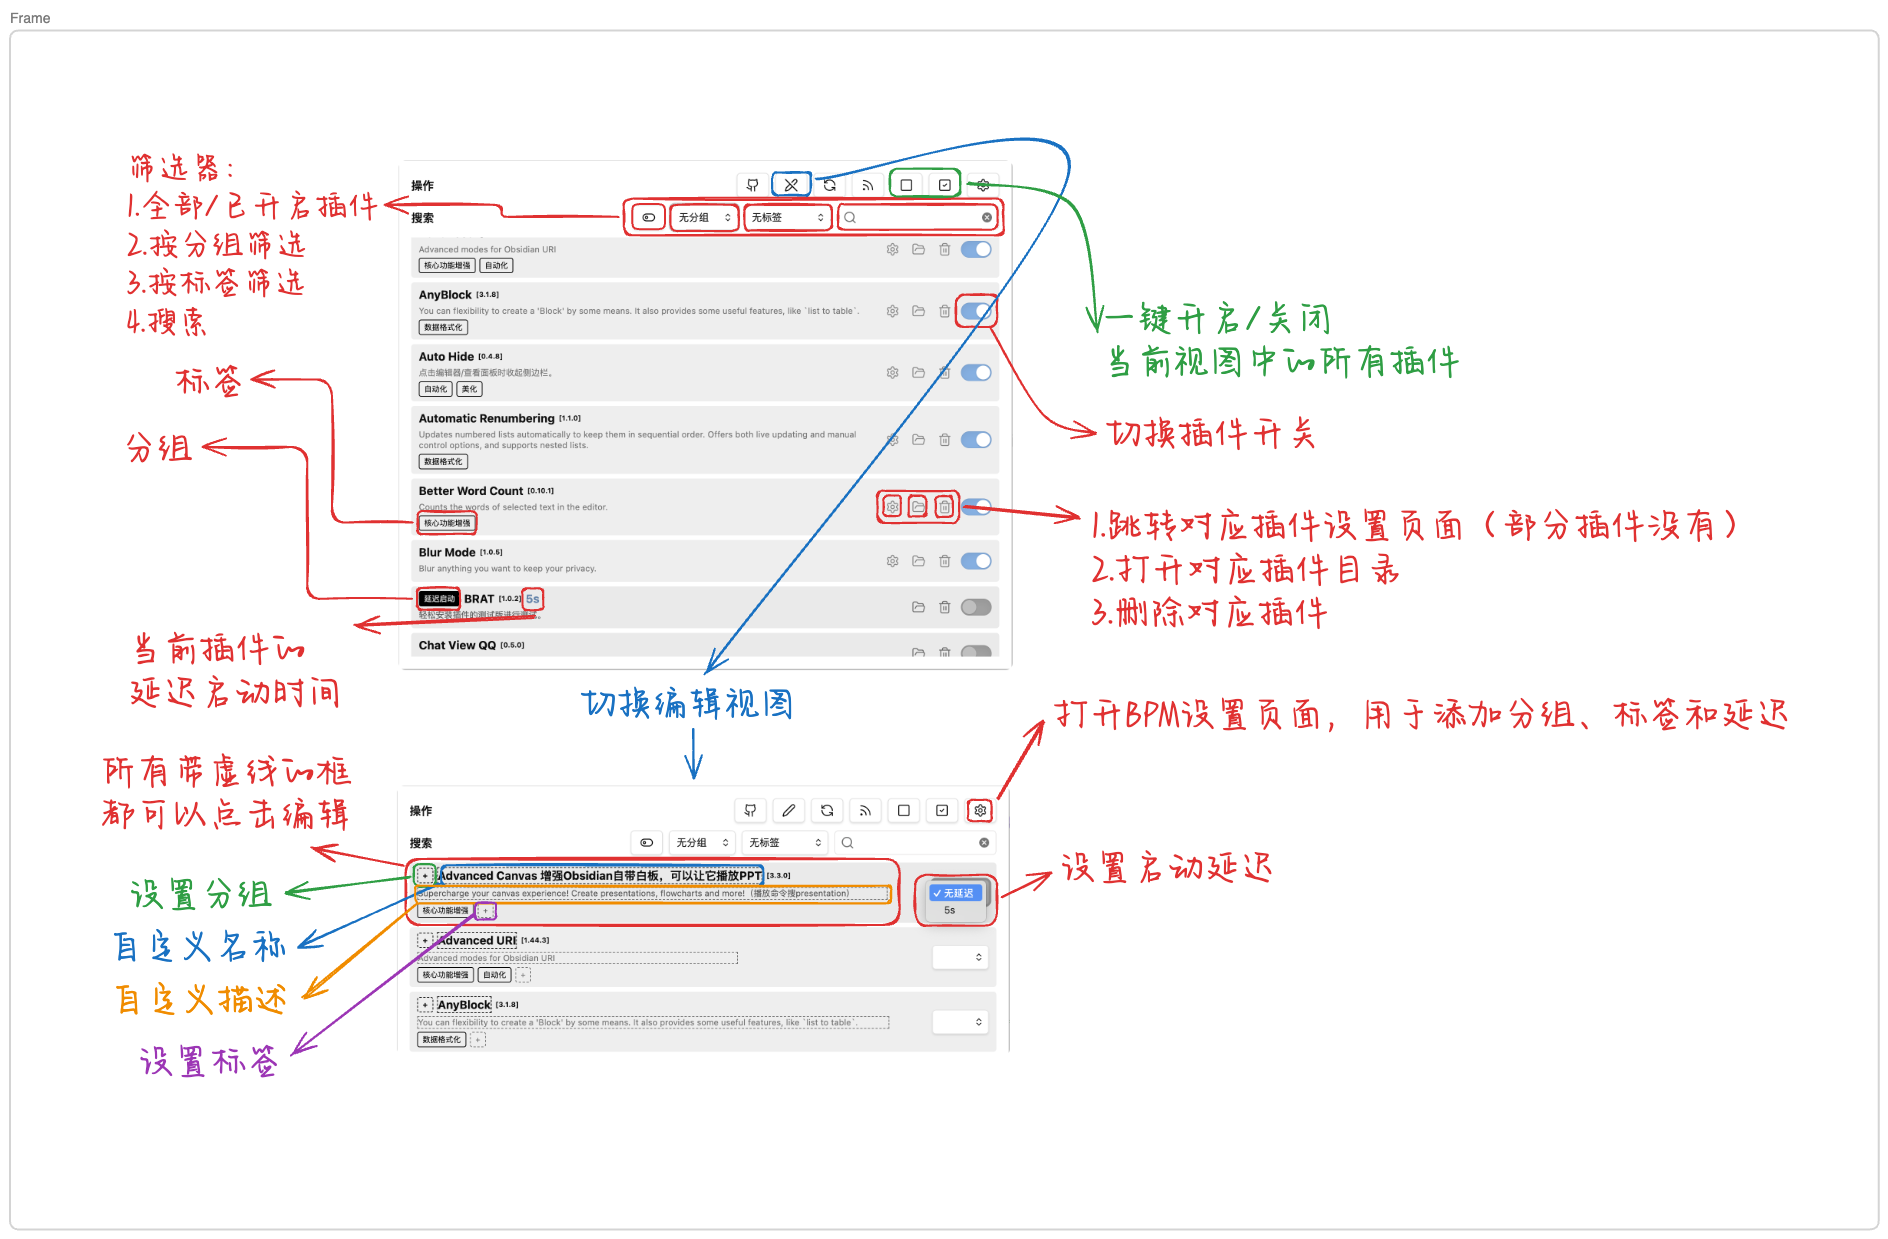 Frame
筛选器：
1.全部/已开启插件
2.按分组筛选
3.按标签筛选
4.搜索
标签
分组
当前插件的
延迟启动时间
操作
搜索
无分组
无标签
Advanced modes for Obsidian URI
核心功能增强
自动化
AnyBlock [3.1.8]
You can flexibility to create a 'Block' by some means. It also provides some useful features, like `list to table`.
数据格式化
Auto Hide [0.4.8]
点击编辑器/查看面板时收起侧边栏。
自动化
美化
Automatic Renumbering [1.1.0]
Updates numbered lists automatically to keep them in sequential order. Offers both live updating and manual
control options, and supports nested lists.
数据格式化
Better Word Count [0.10.1]
Counts the words of selected text in the editor.
核心功能增强
Blur Mode [1.0.5]
Blur anything you want to keep your privacy.
延迟启动
BRAT [1.0.2] 5s
轻松安装插件的测试版进行测试。
Chat View QQ [0.5.0]
一键开启/关闭
当前视图中的所有插件
切换插件开关
1.跳转对应插件设置页面（部分插件没有）
2.打开对应插件目录
3.删除对应插件
切换编辑视图
打开BPM设置页面，用于添加分组、标签和延迟
所有带虚线的框
都可以点击编辑
设置分组
自定义名称
自定义描述
设置标签
操作
搜索
无分组
无标签
+ Advanced Canvas 增强Obsidian自带白板，可以让它播放PPT [3.3.0]
Supercharge your canvas experience! Create presentations, flowcharts and more!（播放命令搜presentation）
核心功能增强
+
✓ 无延迟
5s
+ Advanced URI [1.44.3]
Advanced modes for Obsidian URI
核心功能增强
自动化
+
+ AnyBlock [3.1.8]
You can flexibility to create a 'Block' by some means. It also provides some useful features, like `list to table`.
数据格式化
+
设置启动延迟